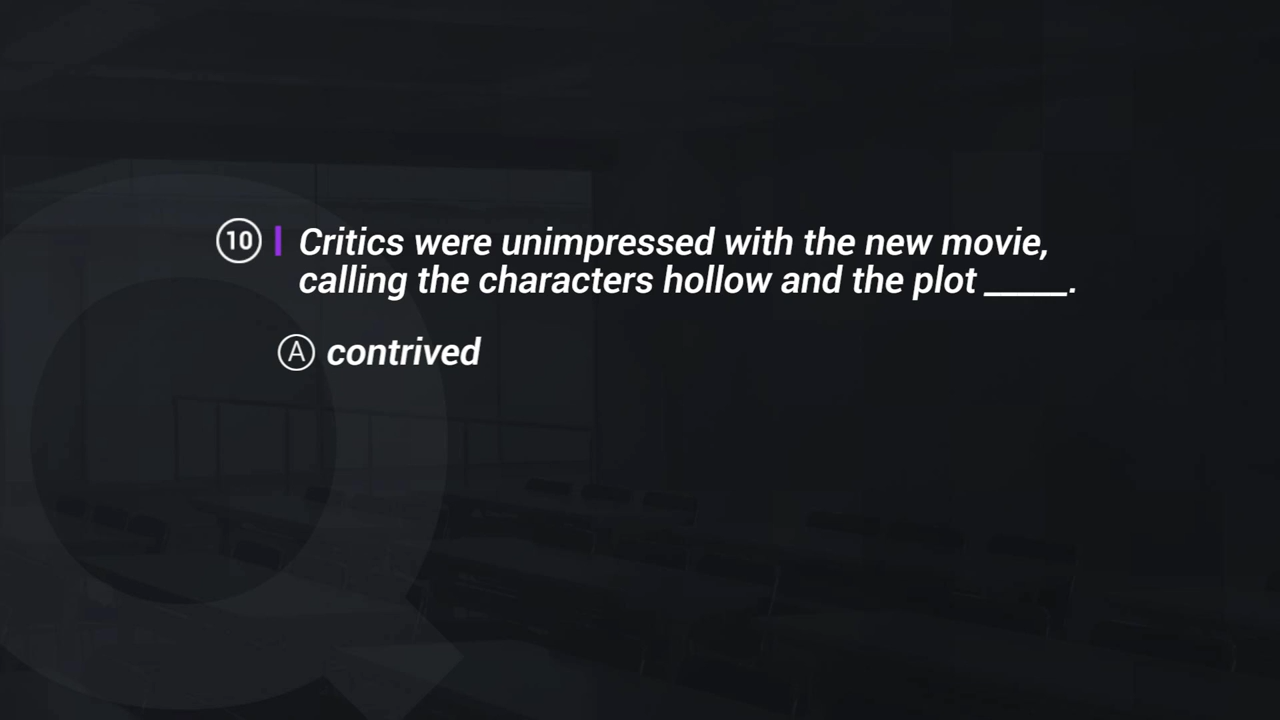 10 Critics were unimpressed with the new movie,
calling the characters hollow and the plot _____.
A contrived